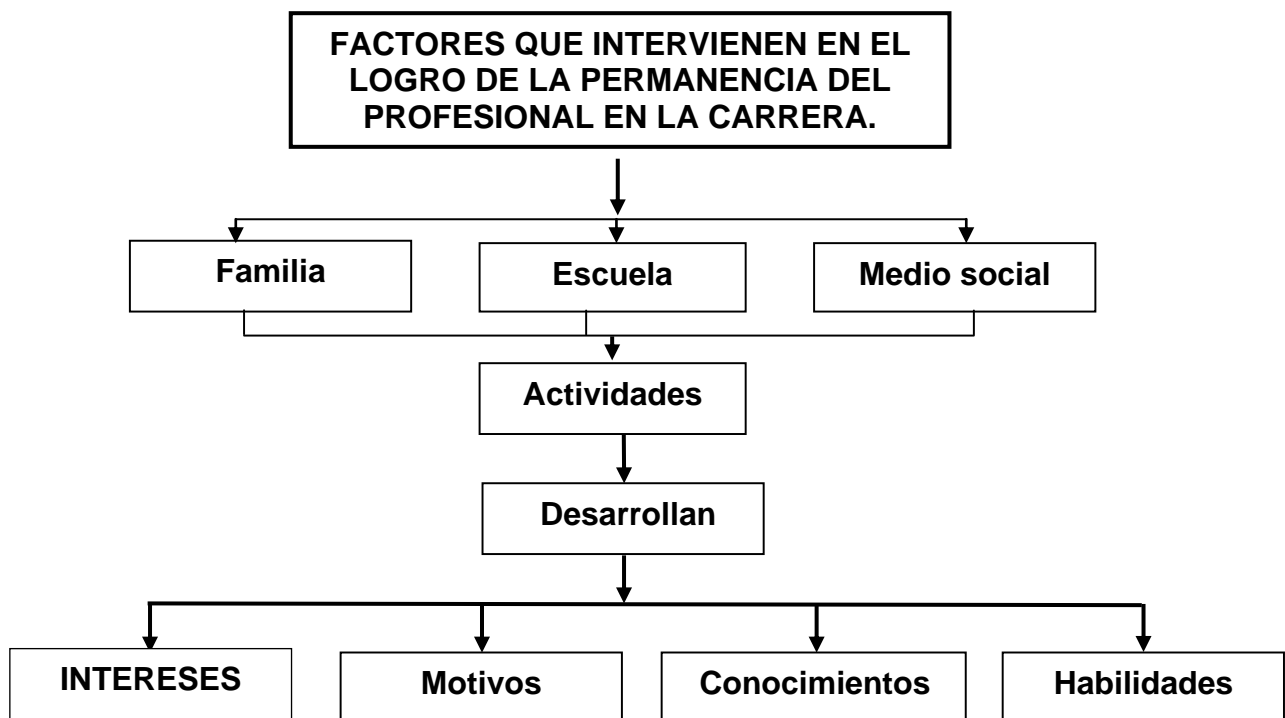 FACTORES QUE INTERVIENEN EN EL
LOGRO DE LA PERMANENCIA DEL
PROFESIONAL EN LA CARRERA.
Familia
Escuela
Medio social
Actividades
Desarrollan
INTERESES
Motivos
Conocimientos
Habilidades